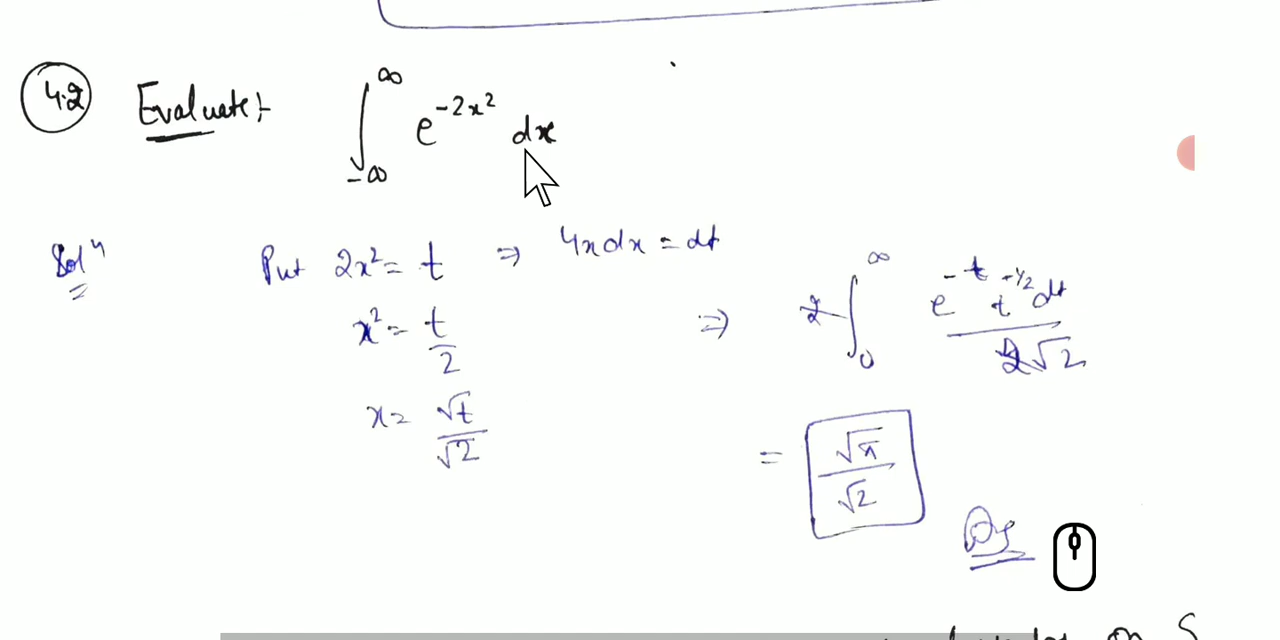 4.2 Evaluate:- ∫_{-∞}^{∞} e^{-2x²} dx
Solⁿ Put 2x² = t ⇒ 4x dx = dt
x² = t/2
x = √t/√2
⇒ 2 ∫_0^∞ e^{-t} t^{-1/2} dt / 2√2
= √π/√2